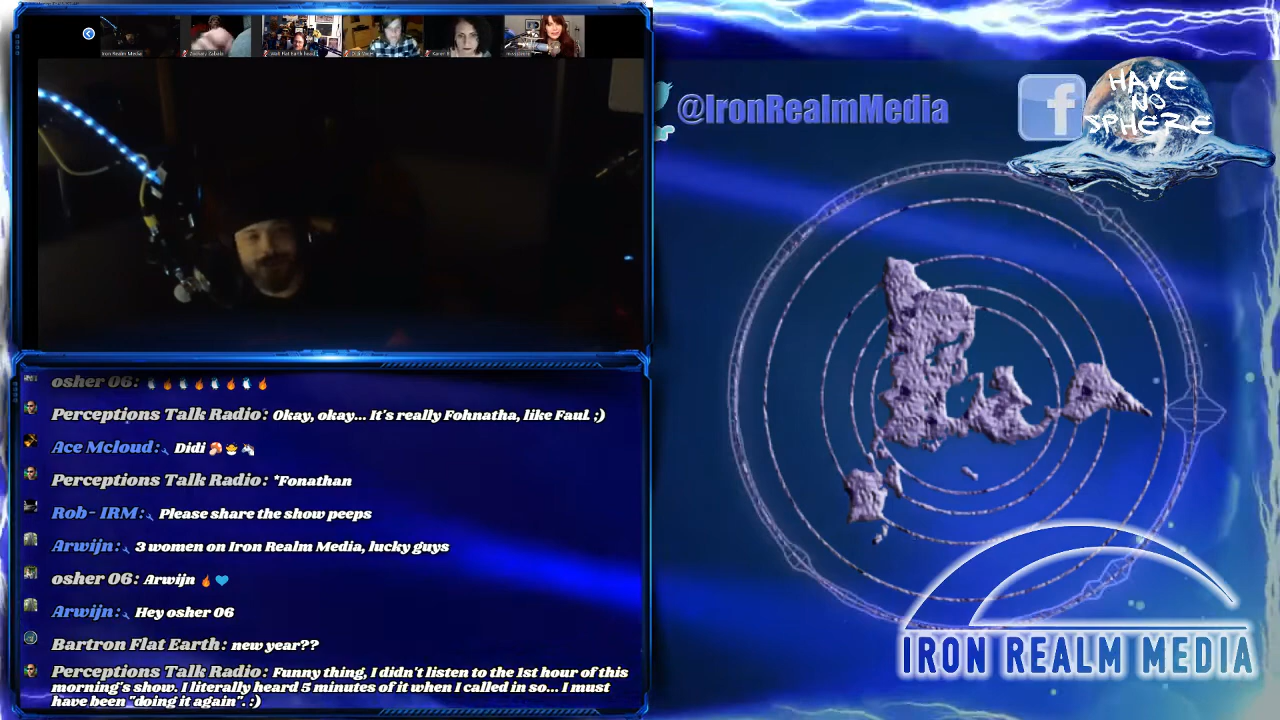 Iron Realm Media
@IronRealmMedia
f
HAVE
NO
SPHERE
osher 06:
Perceptions Talk Radio: Okay, okay... It's really Fohnatha, like Faul. ;)
Ace Mcloud: Didi
Perceptions Talk Radio: *Fonathan
Rob- IRM: Please share the show peeps
Arwijn: 3 women on Iron Realm Media, lucky guys
osher 06: Arwijn 🔥💙
Arwijn: Hey osher 06
Bartron Flat Earth: new year??
Perceptions Talk Radio: Funny thing, I didn't listen to the 1st hour of this
morning's show. I literally heard 5 minutes of it when I called in so... I must
have been "doing it again". :)
IRON REALM MEDIA